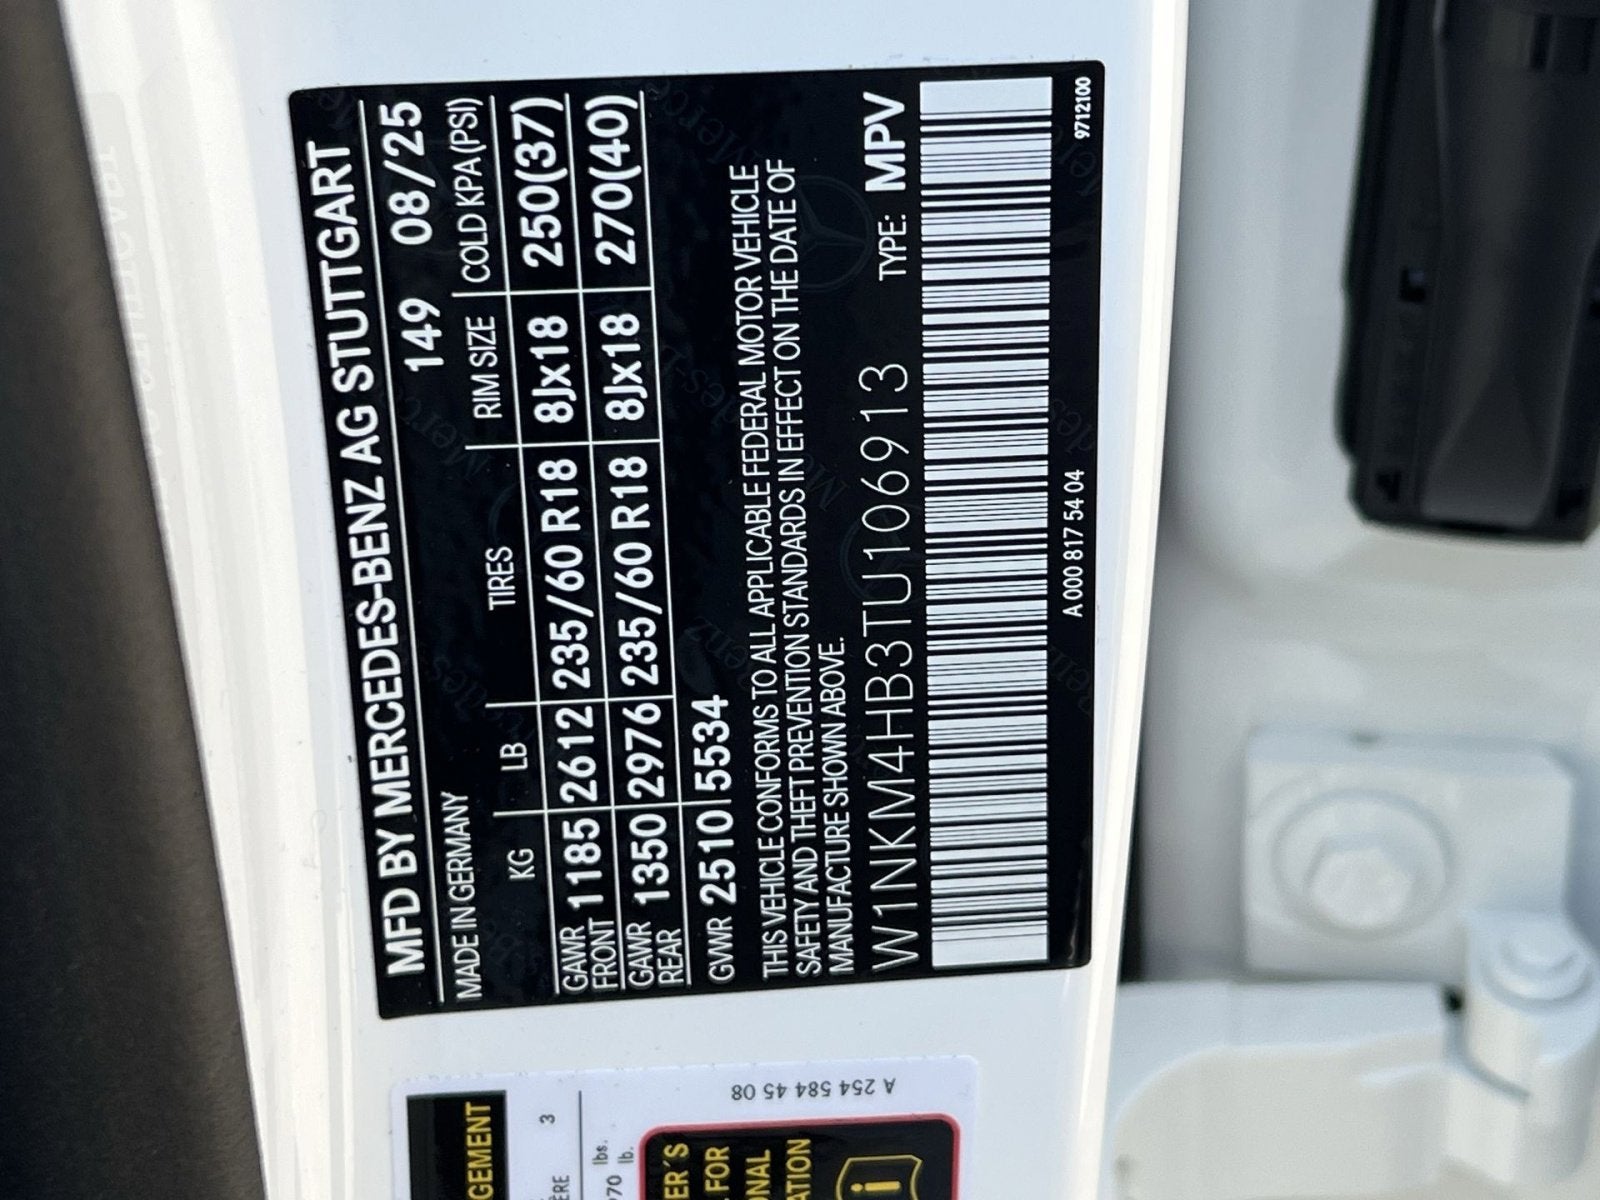 MFD BY MERCEDES-BENZ AG STUTTGART
MADE IN GERMANY 149 08/25
KG LB TIRES RIM SIZE COLD KPA(PSI)
GAWR FRONT 1185 2612 235/60 R18 8Jx18 250(37)
GAWR REAR 1350 2976 235/60 R18 8Jx18 270(40)
GVWR 2510 5534
THIS VEHICLE CONFORMS TO ALL APPLICABLE FEDERAL MOTOR VEHICLE
SAFETY AND THEFT PREVENTION STANDARDS IN EFFECT ON THE DATE OF
MANUFACTURE SHOWN ABOVE.
W1NKM4HB3TU106913 TYPE: MPV
A 000 817 54 04 9712100
A 254 584 45 08
3
lbs.
lb.
FOR